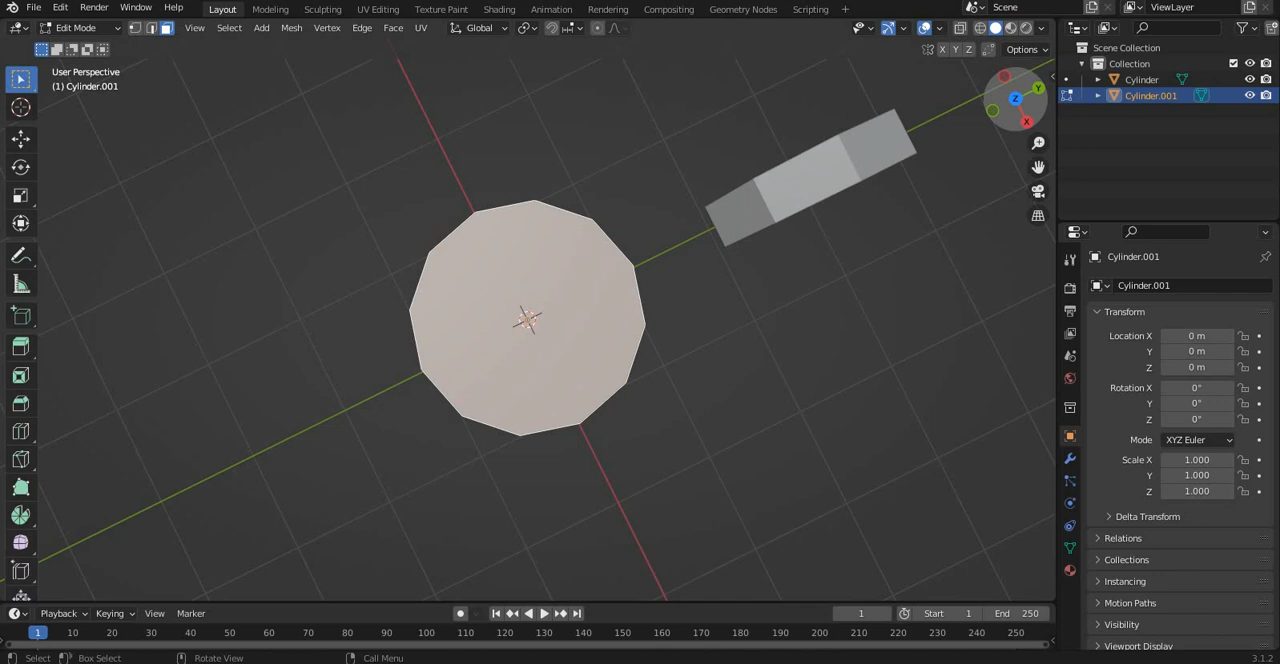 File Edit Render Window Help Layout Modeling Sculpting UV Editing Texture Paint Shading Animation Rendering Compositing Geometry Nodes Scripting + Scene ViewLayer
Edit Mode View Select Add Mesh Vertex Edge Face UV Global
X Y Z Options
User Perspective
(1) Cylinder.001
Z Y X
Scene Collection
Collection
Cylinder
Cylinder.001
Cylinder.001
Cylinder.001
Transform
Location X 0 m
Y 0 m
Z 0 m
Rotation X 0°
Y 0°
Z 0°
Mode XYZ Euler
Scale X 1.000
Y 1.000
Z 1.000
Delta Transform
Relations
Collections
Instancing
Motion Paths
Visibility
Viewport Display
Playback Keying View Marker 1 Start 1 End 250
1 10 20 30 40 50 60 70 80 90 100 110 120 130 140 150 160 170 180 190 200 210 220 230 240 250
Select Box Select Rotate View Call Menu 3.1.2